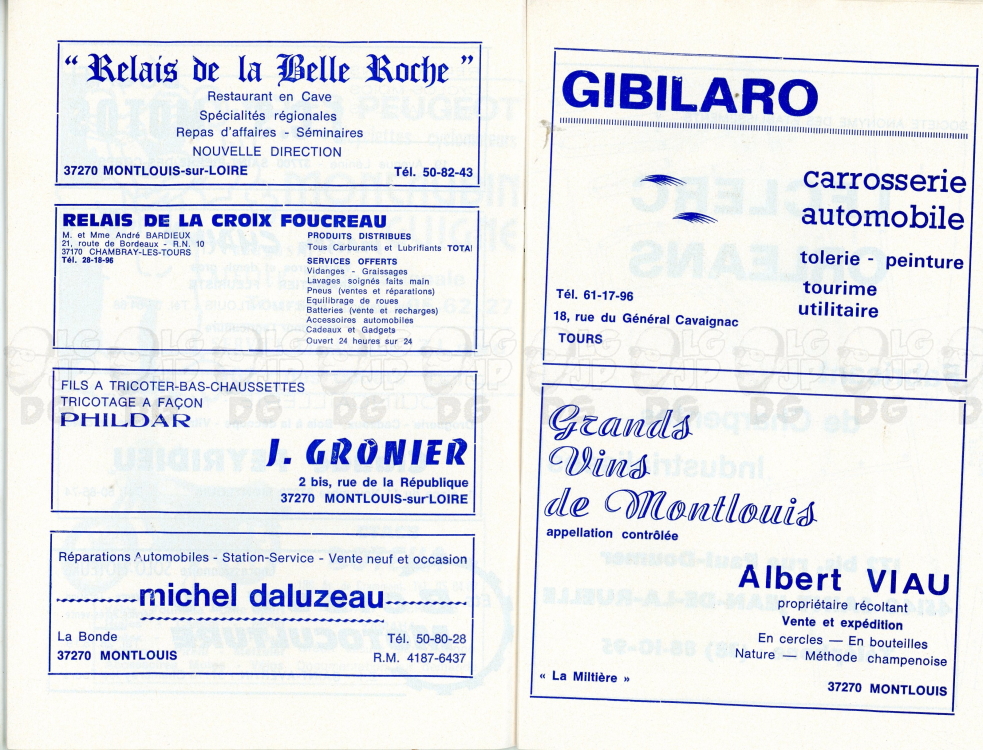 “ Relais de la Belle Roche ”
Restaurant en Cave
Spécialités régionales
Repas d'affaires - Séminaires
NOUVELLE DIRECTION
37270 MONTLOUIS-sur-LOIRE Tél. 50-82-43
RELAIS DE LA CROIX FOUCREAU
M. et Mme André BARDIEUX
21, route de Bordeaux - R.N. 10
37170 CHAMBRAY-LES-TOURS
Tél. 28-18-96
PRODUITS DISTRIBUES
Tous Carburants et Lubrifiants TOTAL
SERVICES OFFERTS
Vidanges - Graissages
Lavages soignés faits main
Pneus (ventes et réparations)
Equilibrage de roues
Batteries (vente et recharges)
Accessoires automobiles
Cadeaux et Gadgets
Ouvert 24 heures sur 24
FILS A TRICOTER-BAS-CHAUSSETTES
TRICOTAGE A FAÇON
PHILDAR
J. GRONIER
2 bis, rue de la République
37270 MONTLOUIS-sur-LOIRE
Réparations Automobiles - Station-Service - Vente neuf et occasion
michel daluzeau
La Bonde Tél. 50-80-28
37270 MONTLOUIS R.M. 4187-6437
GIBILARO
carrosserie
automobile
tolerie - peinture
tourime
utilitaire
Tél. 61-17-96
18, rue du Général Cavaignac
TOURS
Grands
Vins
de Montlouis
appellation contrôlée
Albert VIAU
propriétaire récoltant
Vente et expédition
En cercles — En bouteilles
Nature — Méthode champenoise
« La Miltière »
37270 MONTLOUIS